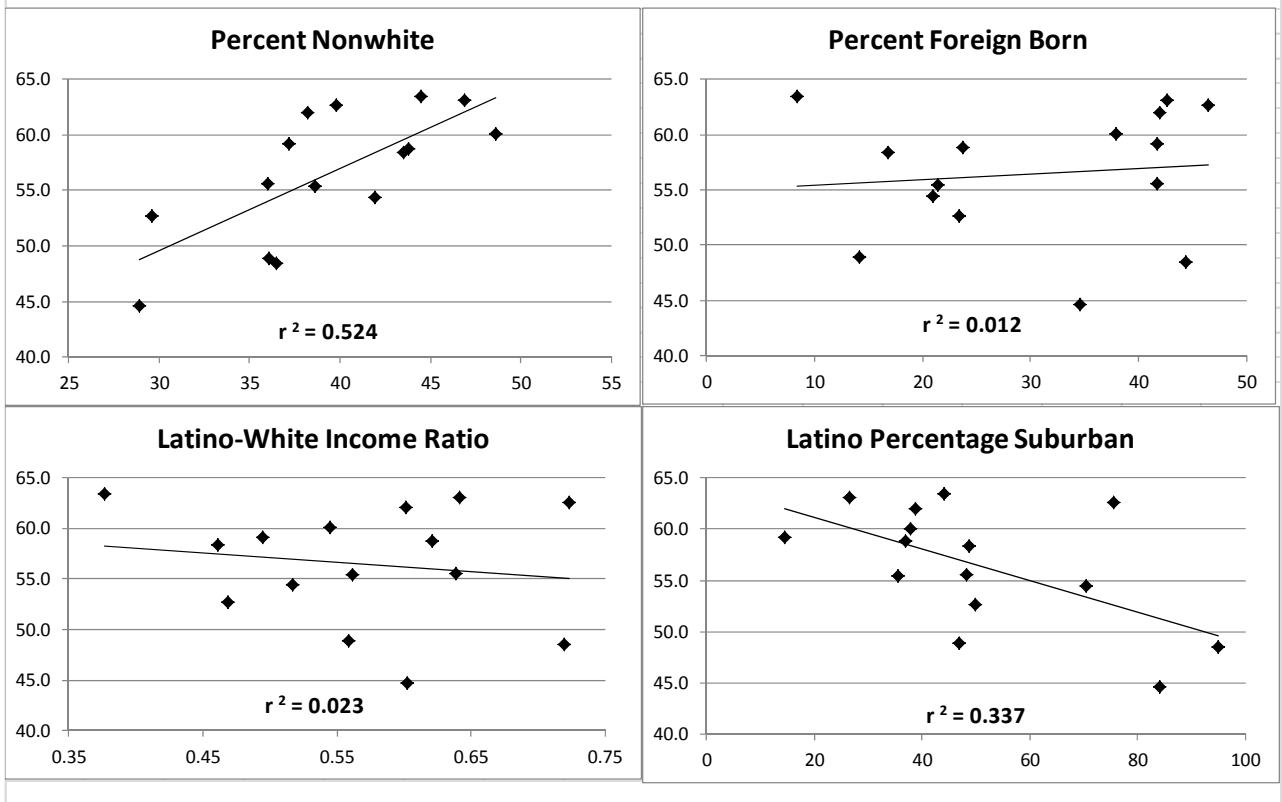 Percent Nonwhite
65.0
60.0
55.0
50.0
45.0
40.0
r ² = 0.524
25 30 35 40 45 50 55
Percent Foreign Born
65.0
60.0
55.0
50.0
45.0
40.0
r ² = 0.012
0 10 20 30 40 50
Latino-White Income Ratio
65.0
60.0
55.0
50.0
45.0
40.0
r ² = 0.023
0.35 0.45 0.55 0.65 0.75
Latino Percentage Suburban
65.0
60.0
55.0
50.0
45.0
40.0
r ² = 0.337
0 20 40 60 80 100